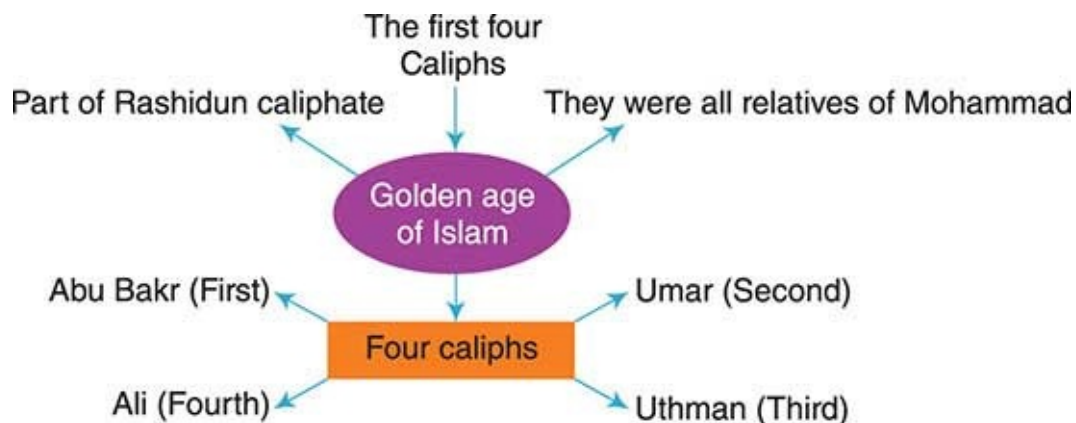 The first four
Caliphs
Part of Rashidun caliphate
They were all relatives of Mohammad
Golden age
of Islam
Abu Bakr (First)
Umar (Second)
Four caliphs
Ali (Fourth)
Uthman (Third)